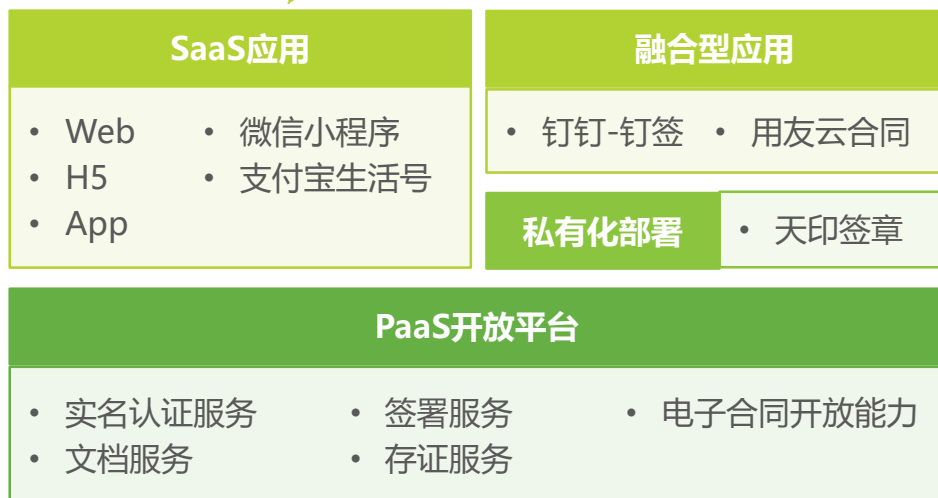 SaaS应用
• Web
• H5
• App
• 微信小程序
• 支付宝生活号
融合型应用
• 钉钉-钉签
• 用友云合同
私有化部署
• 天印签章
PaaS开放平台
• 实名认证服务
• 文档服务
• 签署服务
• 存证服务
• 电子合同开放能力